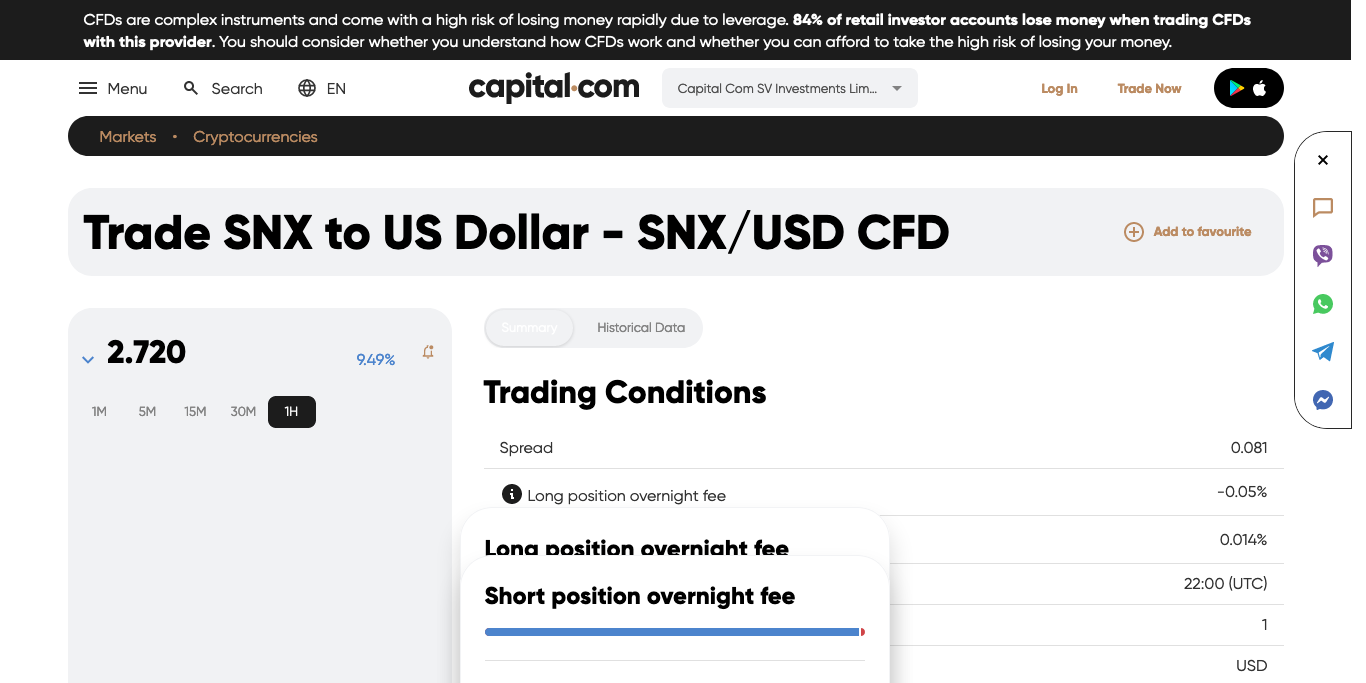 CFDs are complex instruments and come with a high risk of losing money rapidly due to leverage. 84% of retail investor accounts lose money when trading CFDs
with this provider. You should consider whether you understand how CFDs work and whether you can afford to take the high risk of losing your money.
Menu Search EN capital.com Capital Com SV Investments Lim... Log In Trade Now
Markets • Cryptocurrencies
Trade SNX to US Dollar - SNX/USD CFD Add to favourite
2.720 9.49%
1M 5M 15M 30M 1H
Summary Historical Data
Trading Conditions
Spread 0.081
Long position overnight fee -0.05%
Long position overnight fee 0.014%
Short position overnight fee 22:00 (UTC)
1
USD